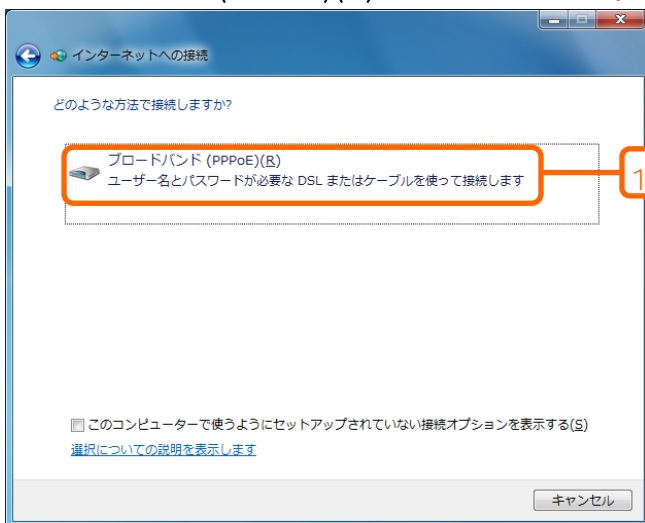 インターネットへの接続
どのような方法で接続しますか?
ブロードバンド (PPPoE)(R)
ユーザー名とパスワードが必要な DSL またはケーブルを使って接続します
1
このコンピューターで使うようにセットアップされていない接続オプションを表示する(S)
選択についての説明を表示します
キャンセル